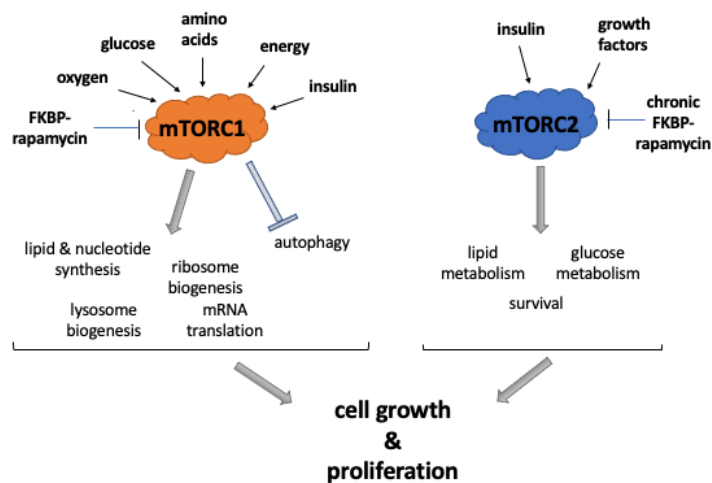 amino
acids
glucose
energy
oxygen
insulin
FKBP-
rapamycin
mTORC1
lipid & nucleotide
synthesis
ribosome
biogenesis
autophagy
lysosome
biogenesis
mRNA
translation
insulin
growth
factors
mTORC2
chronic
FKBP-
rapamycin
lipid
metabolism
glucose
metabolism
survival
cell growth
&
proliferation